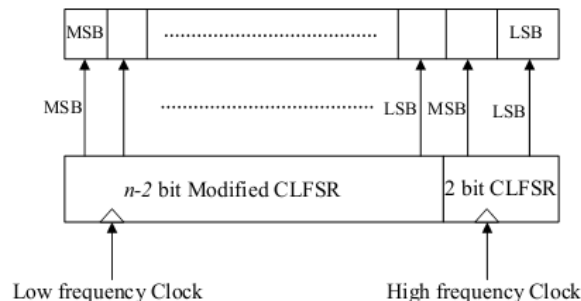 MSB LSB
MSB LSB MSB LSB
n-2 bit Modified CLFSR 2 bit CLFSR
Low frequency Clock High frequency Clock